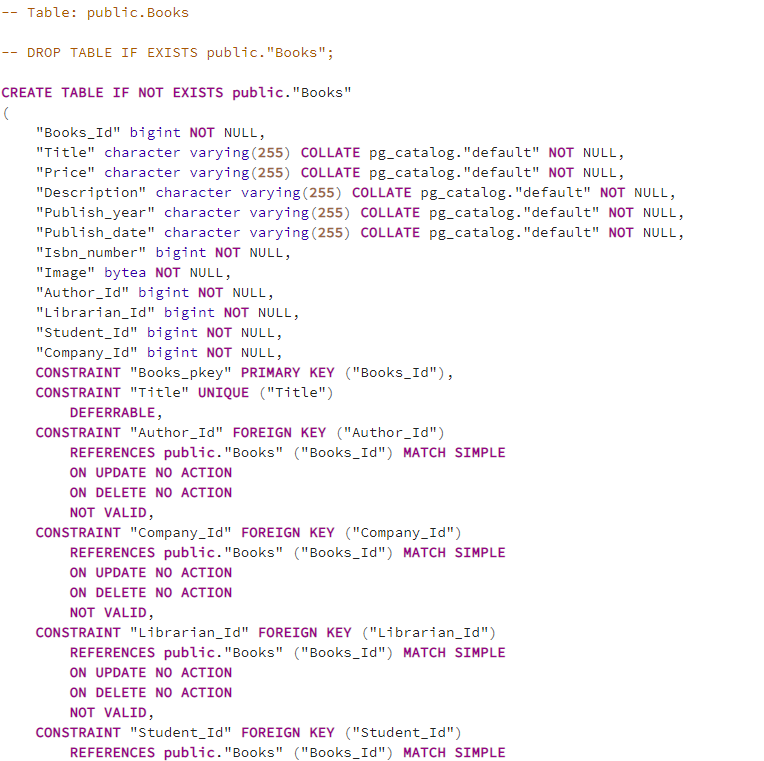 -- Table: public.Books
-- DROP TABLE IF EXISTS public."Books";
CREATE TABLE IF NOT EXISTS public."Books"
(
    "Books_Id" bigint NOT NULL,
    "Title" character varying(255) COLLATE pg_catalog."default" NOT NULL,
    "Price" character varying(255) COLLATE pg_catalog."default" NOT NULL,
    "Description" character varying(255) COLLATE pg_catalog."default" NOT NULL,
    "Publish_year" character varying(255) COLLATE pg_catalog."default" NOT NULL,
    "Publish_date" character varying(255) COLLATE pg_catalog."default" NOT NULL,
    "Isbn_number" bigint NOT NULL,
    "Image" bytea NOT NULL,
    "Author_Id" bigint NOT NULL,
    "Librarian_Id" bigint NOT NULL,
    "Student_Id" bigint NOT NULL,
    "Company_Id" bigint NOT NULL,
    CONSTRAINT "Books_pkey" PRIMARY KEY ("Books_Id"),
    CONSTRAINT "Title" UNIQUE ("Title")
        DEFERRABLE,
    CONSTRAINT "Author_Id" FOREIGN KEY ("Author_Id")
        REFERENCES public."Books" ("Books_Id") MATCH SIMPLE
        ON UPDATE NO ACTION
        ON DELETE NO ACTION
        NOT VALID,
    CONSTRAINT "Company_Id" FOREIGN KEY ("Company_Id")
        REFERENCES public."Books" ("Books_Id") MATCH SIMPLE
        ON UPDATE NO ACTION
        ON DELETE NO ACTION
        NOT VALID,
    CONSTRAINT "Librarian_Id" FOREIGN KEY ("Librarian_Id")
        REFERENCES public."Books" ("Books_Id") MATCH SIMPLE
        ON UPDATE NO ACTION
        ON DELETE NO ACTION
        NOT VALID,
    CONSTRAINT "Student_Id" FOREIGN KEY ("Student_Id")
        REFERENCES public."Books" ("Books_Id") MATCH SIMPLE